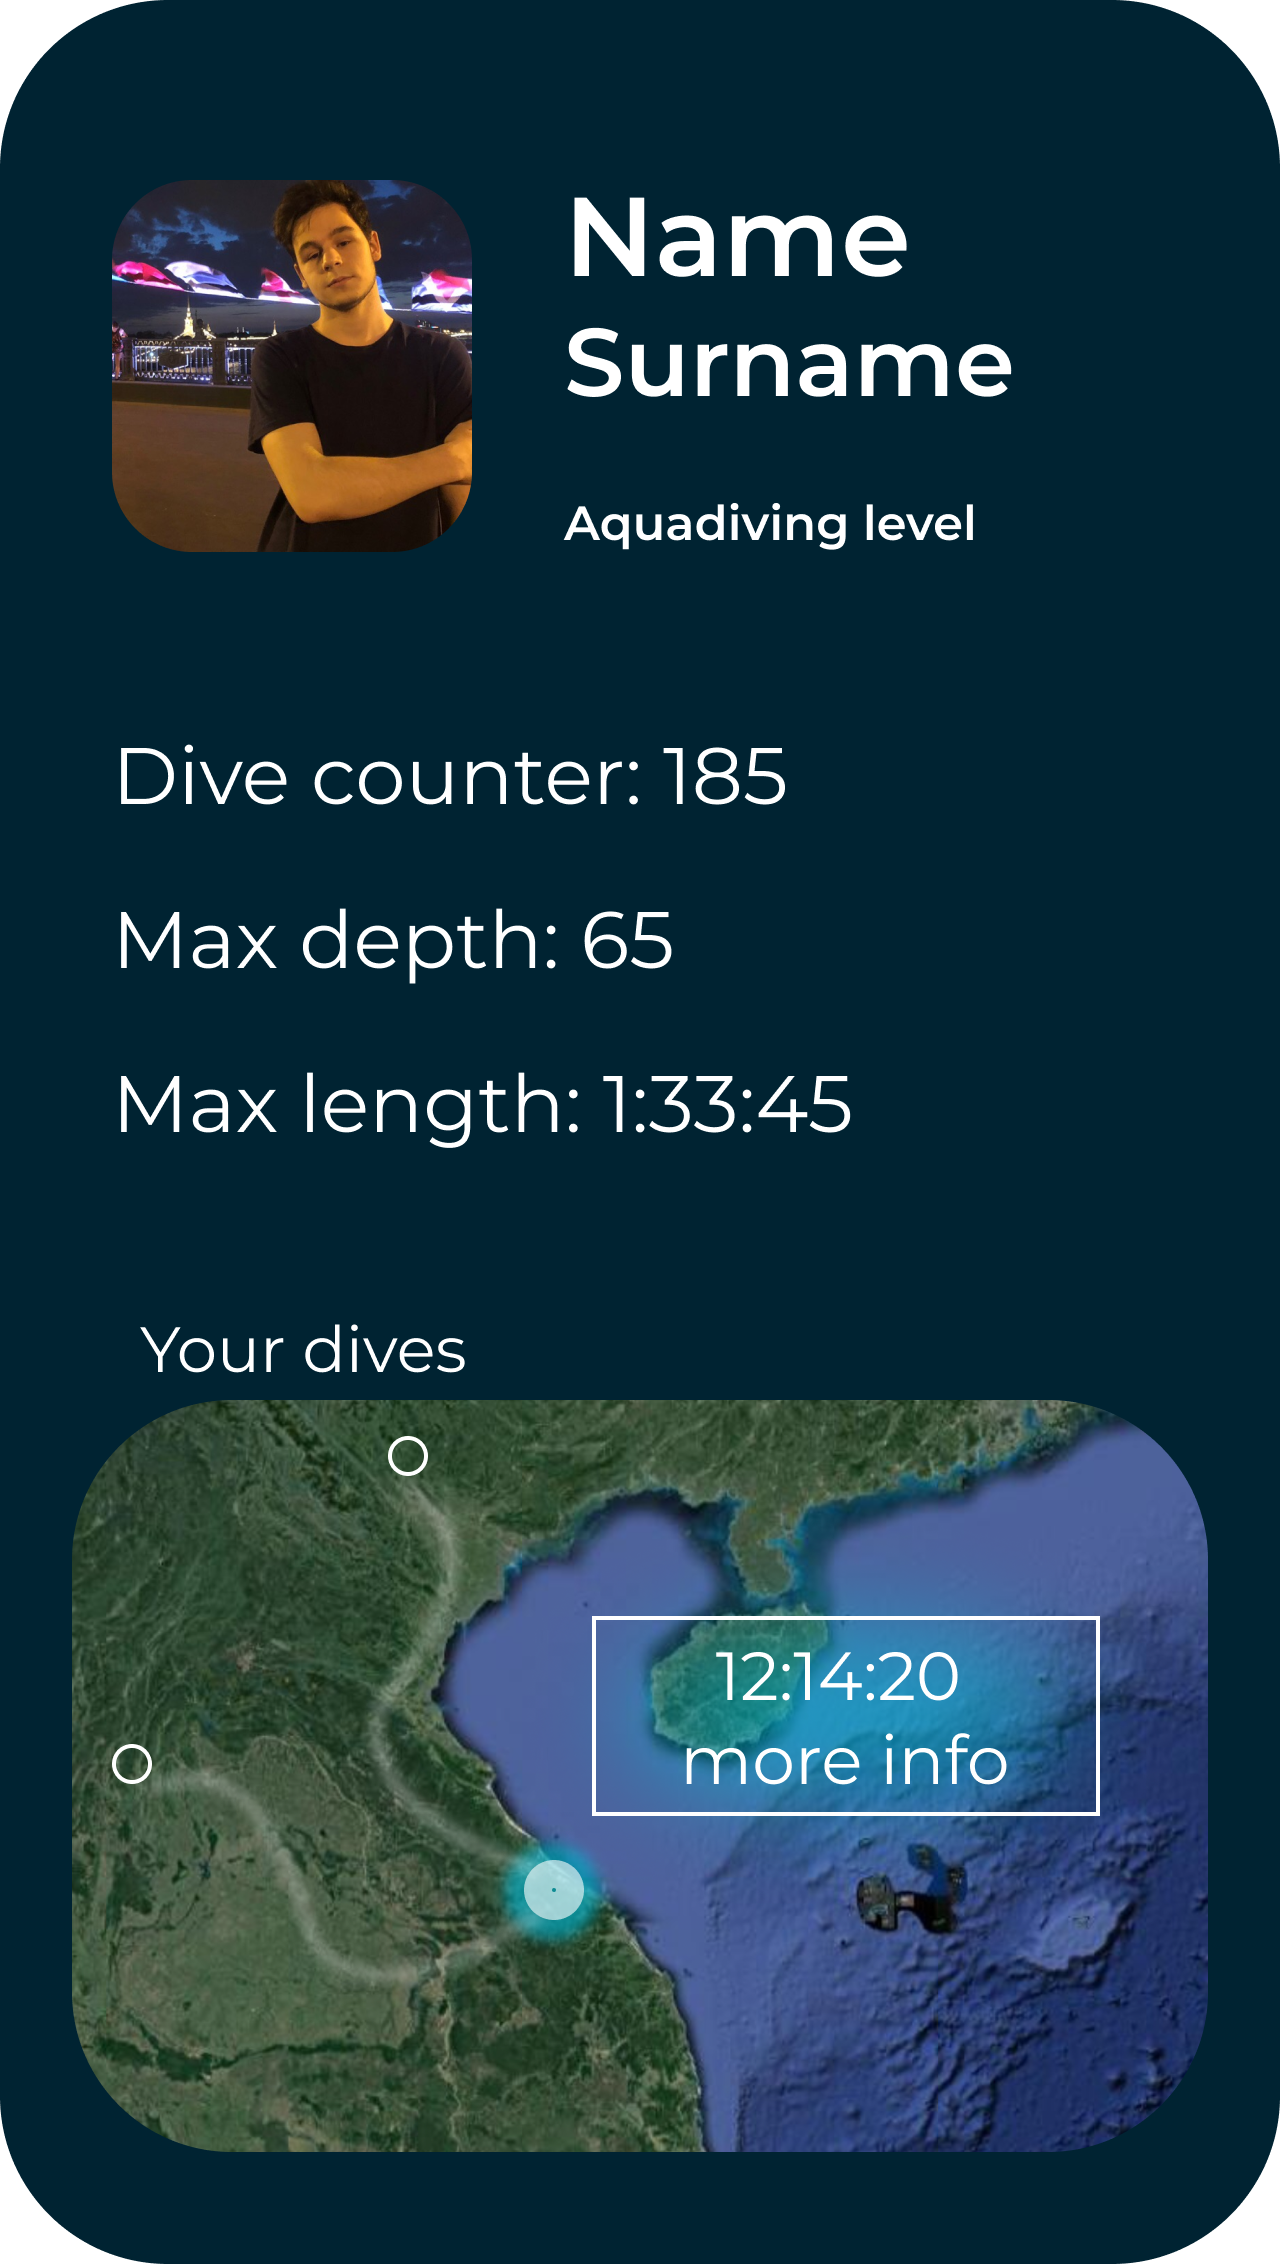 Name
Surname
Aquadiving level
Dive counter: 185
Max depth: 65
Max length: 1:33:45
Your dives
12:14:20
more info